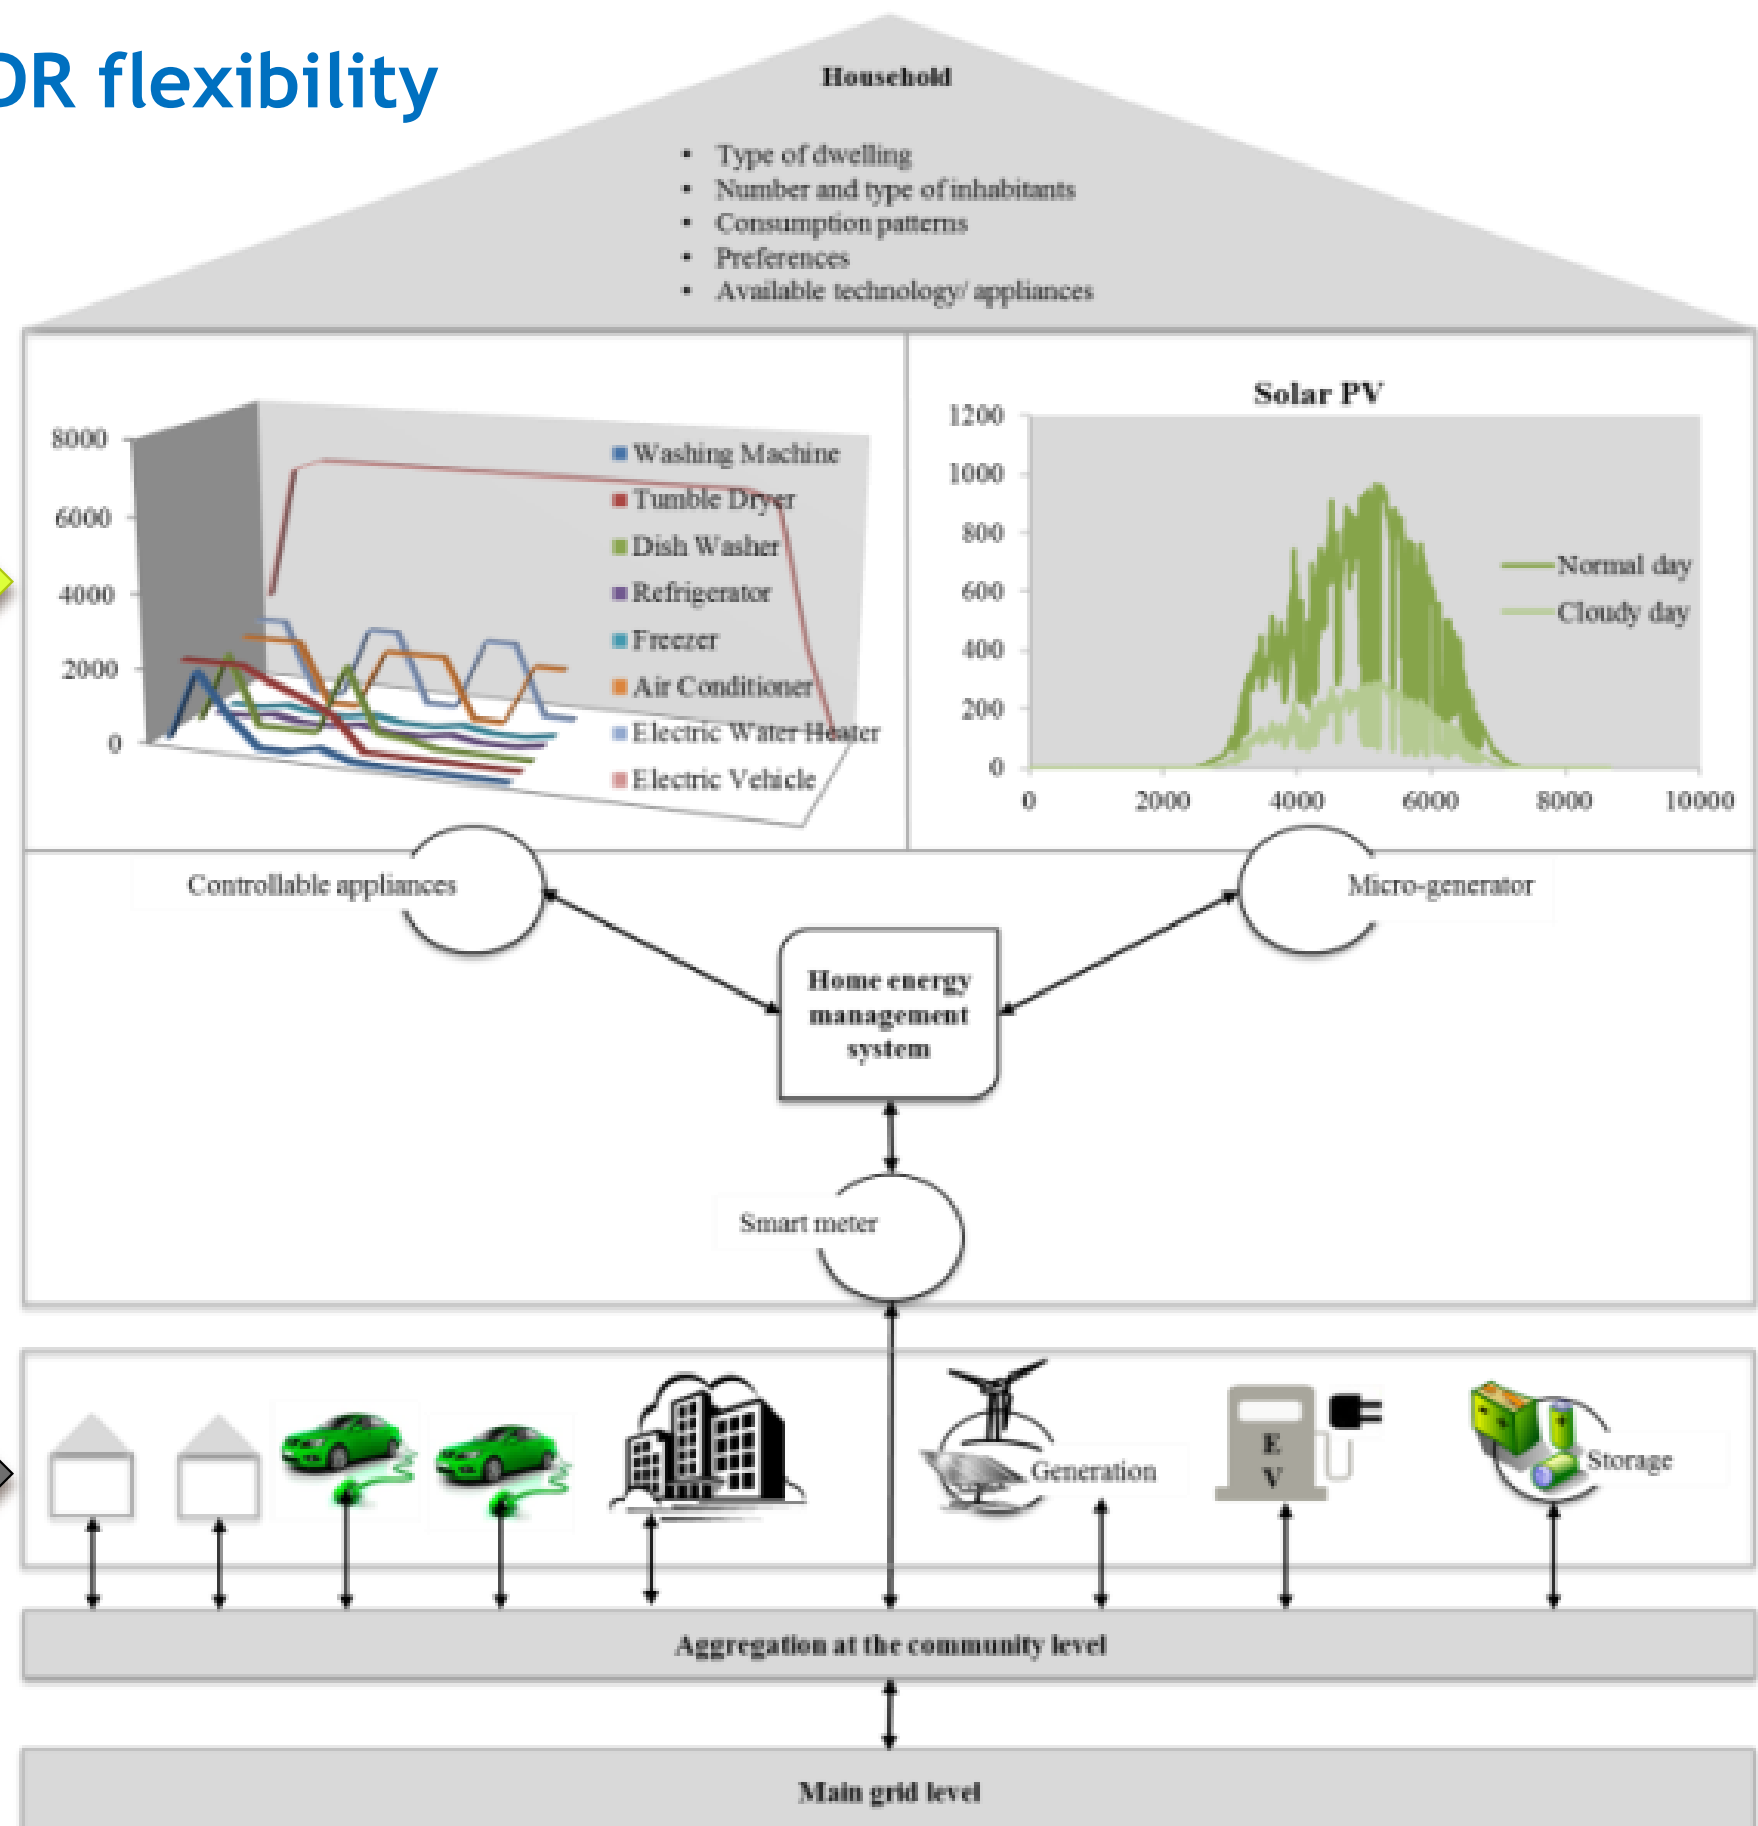 DR flexibility
Household
• Type of dwelling
• Number and type of inhabitants
• Consumption patterns
• Preferences
• Available technology/ appliances
8000
6000
4000
2000
0
Washing Machine
Tumble Dryer
Dish Washer
Refrigerator
Freezer
Air Conditioner
Electric Water Heater
Electric Vehicle
Solar PV
1200
1000
800
600
400
200
0
0 2000 4000 6000 8000 10000
Normal day
Cloudy day
Controllable appliances
Micro-generator
Home energy
management
system
Smart meter
Generation
E
V
Storage
Aggregation at the community level
Main grid level